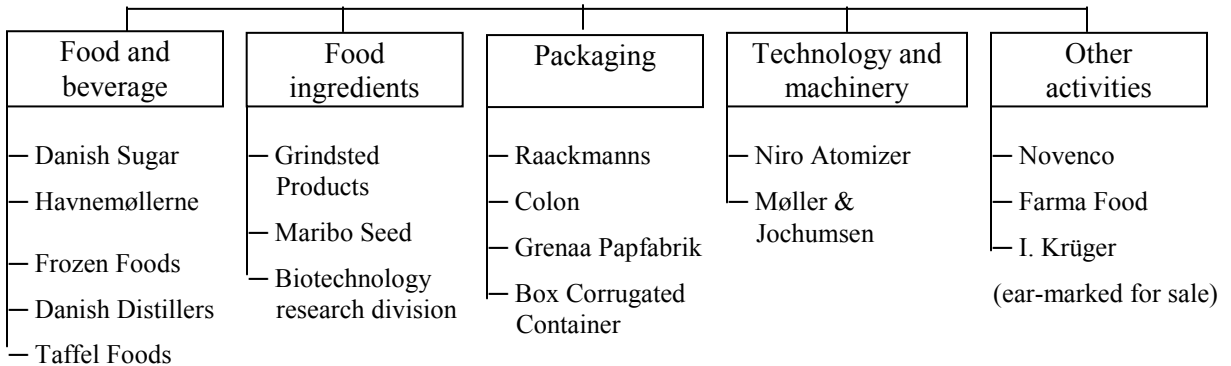 Food and
beverage
Danish Sugar
Havnemøllerne
Frozen Foods
Danish Distillers
Taffel Foods
Food
ingredients
Grindsted
Products
Maribo Seed
Biotechnology
research division
Packaging
Raackmanns
Colon
Grenaa Papfabrik
Box Corrugated
Container
Technology and
machinery
Niro Atomizer
Møller &
Jochumsen
Other
activities
Novenco
Farma Food
I. Krüger
(ear-marked for sale)